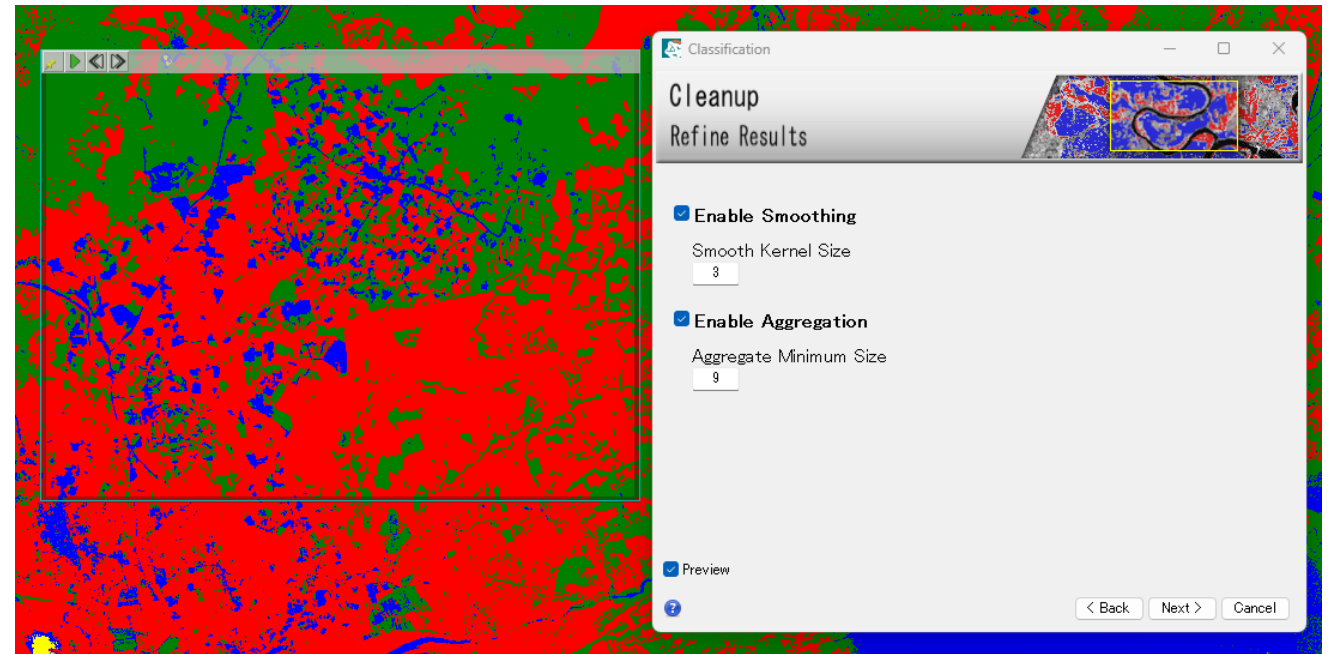 Classification
Cleanup
Refine Results
Enable Smoothing
Smooth Kernel Size
3
Enable Aggregation
Aggregate Minimum Size
9
Preview
?
< Back Next > Cancel